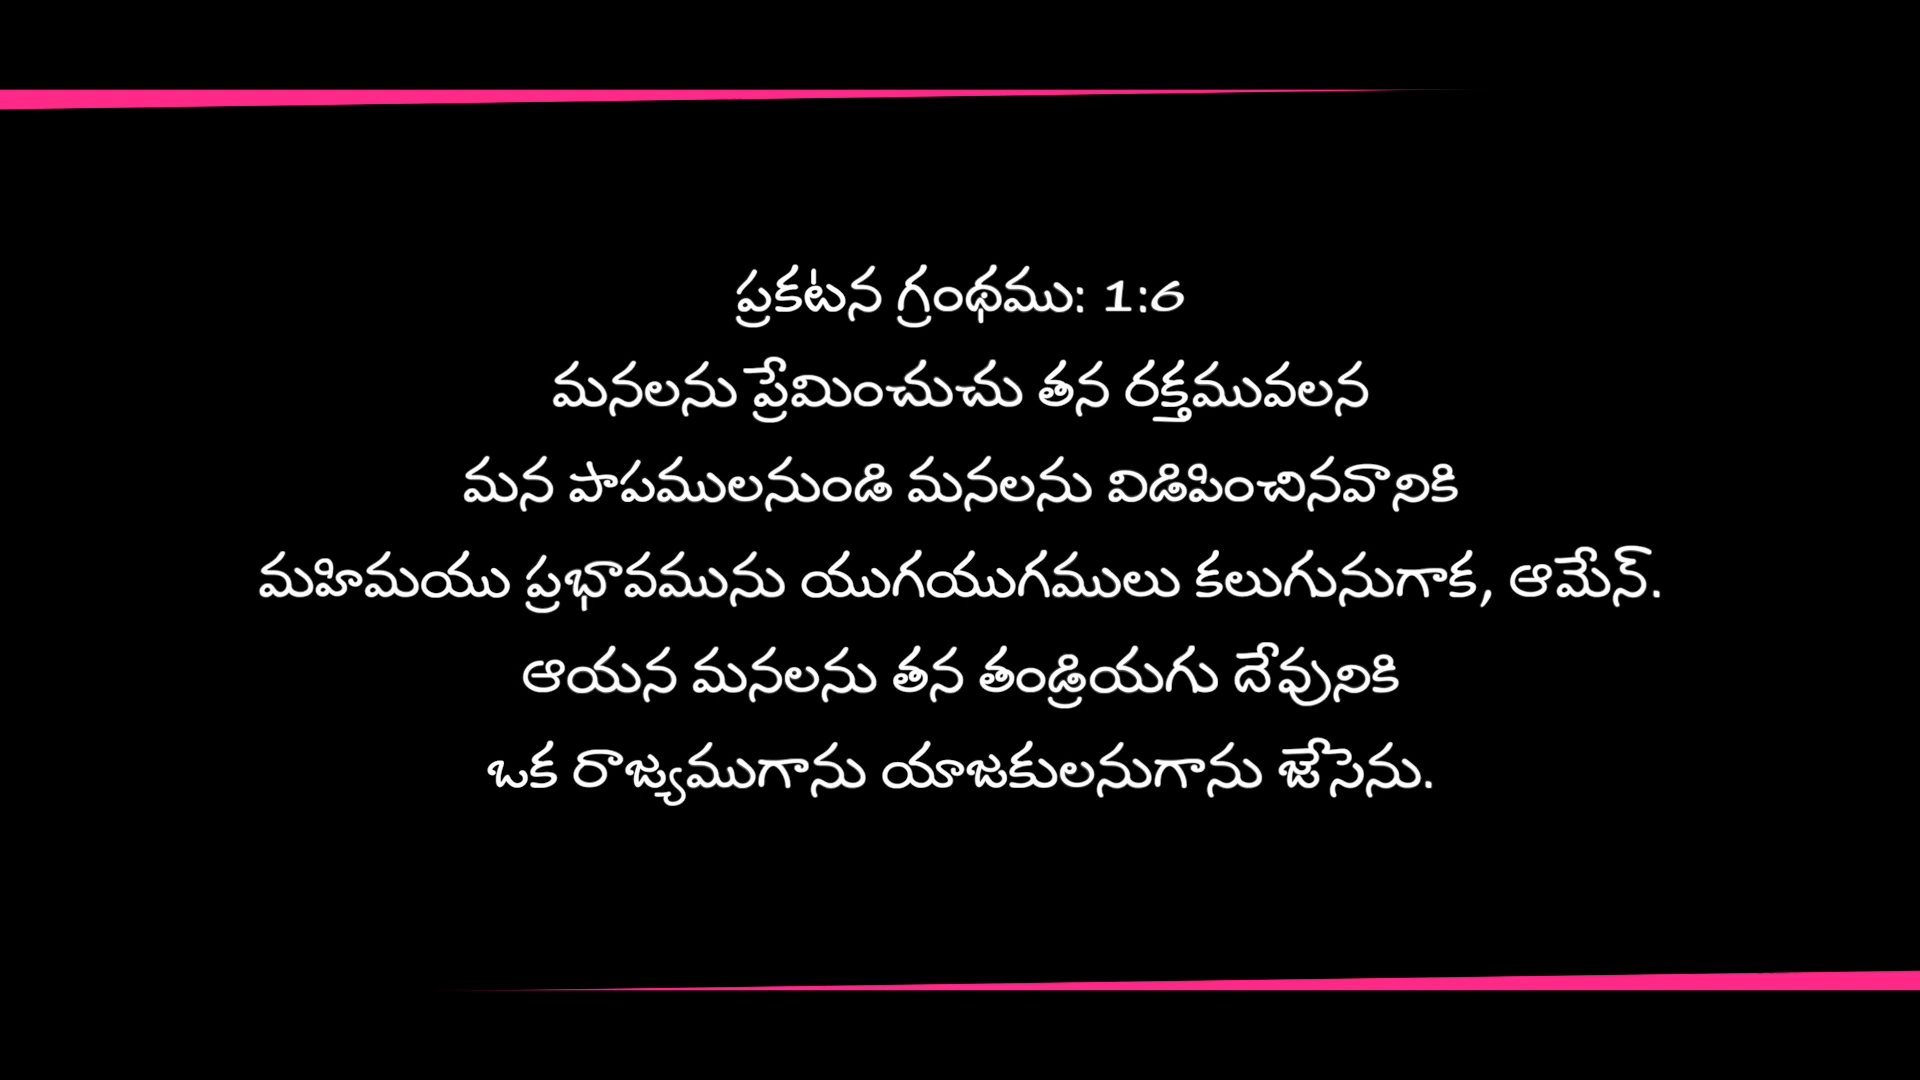 ప్రకటన గ్రంథము: 1:6
మనలను ప్రేమించుచు తన రక్తమువలన
మన పాపములనుండి మనలను విడిపించినవానికి
మహిమయు ప్రభావమును యుగయుగములు కలుగునుగాక, ఆమేన్.
ఆయన మనలను తన తండ్రియగు దేవునికి
ఒక రాజ్యముగాను యాజకులనుగాను జేసెను.